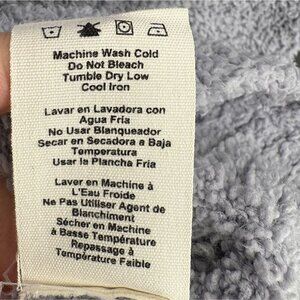 Machine Wash Cold
Do Not Bleach
Tumble Dry Low
Cool Iron
Lavar en Lavadora con
Agua Fría
No Usar Blanqueador
Secar en Secadora a Baja
Temperatura
Usar la Plancha Fría
Laver en Machine à
L'Eau Froide
Ne Pas Utiliser Agent de
Blanchiment
Sécher en Machine
à Basse Température
Repassage à
Température Faible